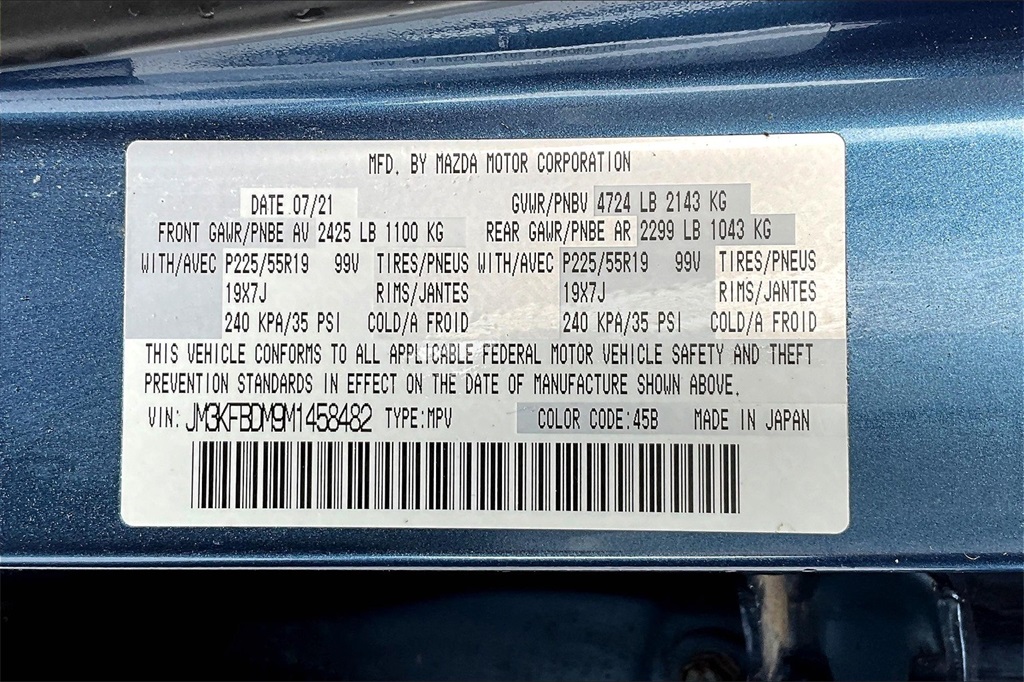 MFD. BY MAZDA MOTOR CORPORATION
DATE 07/21 GVWR/PNBV 4724 LB 2143 KG
FRONT GAWR/PNBE AV 2425 LB 1100 KG REAR GAWR/PNBE AR 2299 LB 1043 KG
WITH/AVEC P225/55R19 99V TIRES/PNEUS WITH/AVEC P225/55R19 99V TIRES/PNEUS
19X7J RIMS/JANTES 19X7J RIMS/JANTES
240 KPA/35 PSI COLD/A FROID 240 KPA/35 PSI COLD/A FROID
THIS VEHICLE CONFORMS TO ALL APPLICABLE FEDERAL MOTOR VEHICLE SAFETY AND THEFT
PREVENTION STANDARDS IN EFFECT ON THE DATE OF MANUFACTURE SHOWN ABOVE.
VIN: JM3KFBDM9M1458482 TYPE:MPV COLOR CODE:45B MADE IN JAPAN